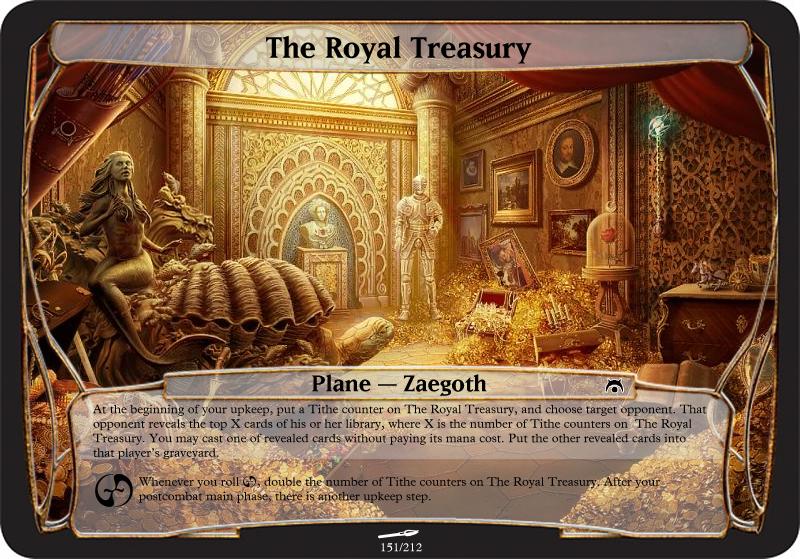 The Royal Treasury
Plane — Zaegoth
At the beginning of your upkeep, put a Tithe counter on The Royal Treasury, and choose target opponent. That
opponent reveals the top X cards of his or her library, where X is the number of Tithe counters on The Royal
Treasury. You may cast one of revealed cards without paying its mana cost. Put the other revealed cards into
that player's graveyard.
Whenever you roll , double the number of Tithe counters on The Royal Treasury. After your
postcombat main phase, there is another upkeep step.
151/212